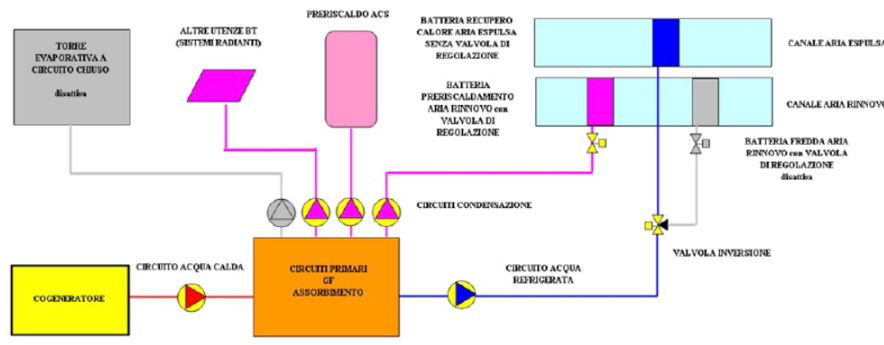 PRERISCALDO ACS
BATTERIA RECUPERO
CALORE ARIA ESPULSA
SENZA VALVOLA DI
REGOLAZIONE
ALTRE UTENZE BT
(SISTEMI RADIANTI)
TORRE
EVAPORATIVA A
CIRCUITO CHIUSO
disattiva
CANALE ARIA ESPULSA
BATTERIA
PRERISCALDAMENTO
ARIA RINNOVO con
VALVOLA DI
REGOLAZIONE
CANALE ARIA RINNOVO
BATTERIA FREDDA ARIA
RINNOVO con VALVOLA
DI REGOLAZIONE
disattiva
CIRCUITI CONDENSAZIONE
VALVOLA INVERSIONE
CIRCUITO ACQUA CALDA
CIRCUITI PRIMARI
GF
ASSORBIMENTO
CIRCUITO ACQUA
REFRIGERATA
COGENERATORE